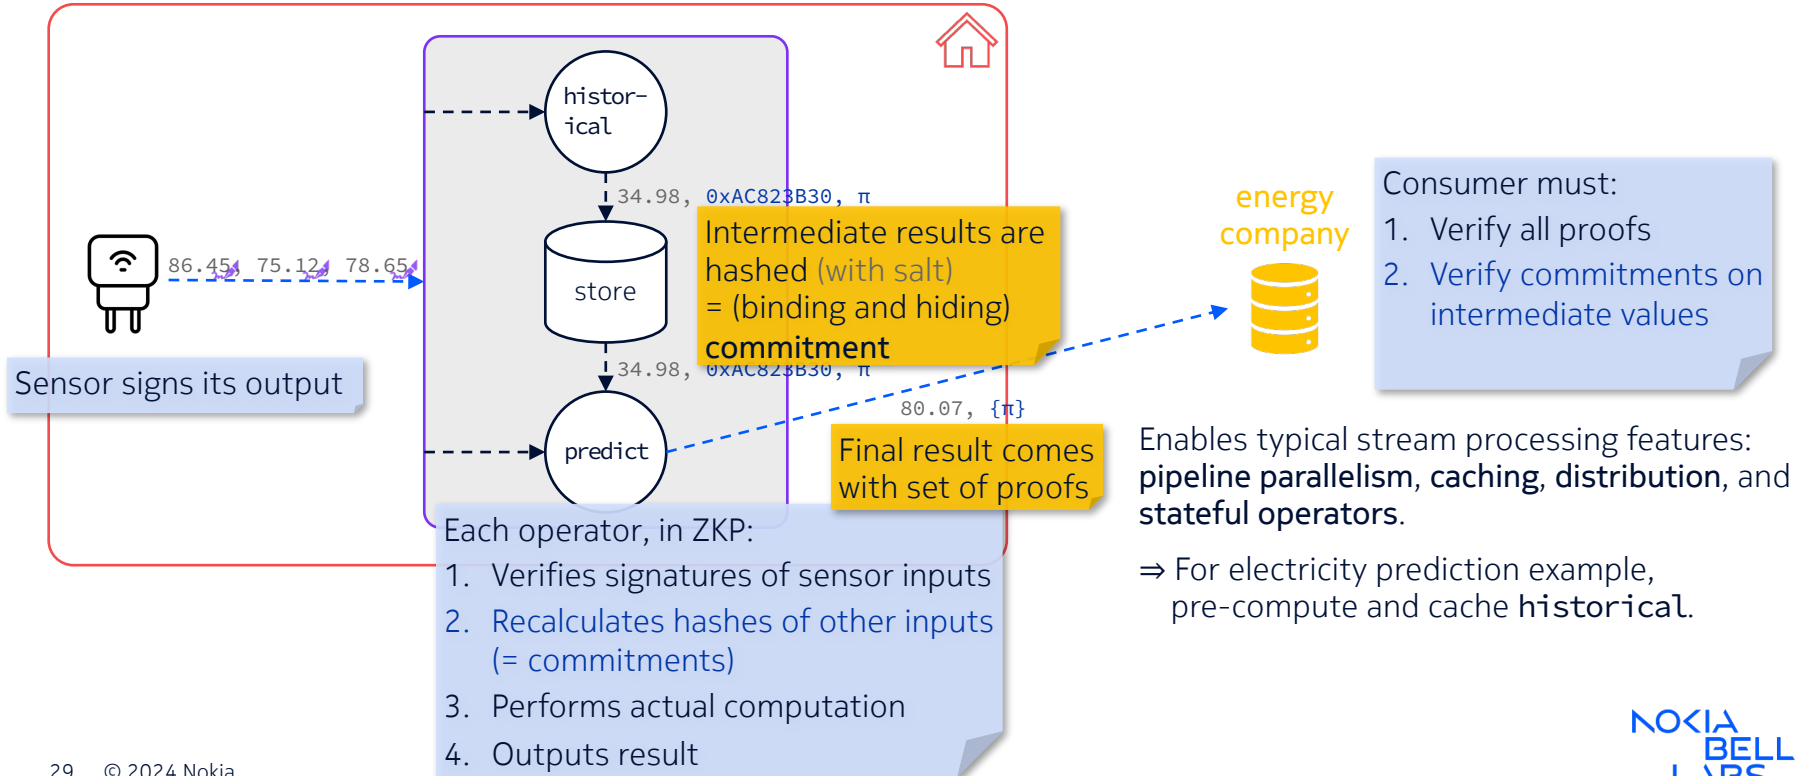 histor-
ical
34.98, 0xAC823B30, π
86.45, 75.12, 78.65,
store
Intermediate results are
hashed (with salt)
= (binding and hiding)
commitment
34.98, 0xAC823B30, π
Sensor signs its output
predict
80.07, {π}
Final result comes
with set of proofs
energy
company
Consumer must:
1. Verify all proofs
2. Verify commitments on
intermediate values
Each operator, in ZKP:
1. Verifies signatures of sensor inputs
2. Recalculates hashes of other inputs
(= commitments)
3. Performs actual computation
4. Outputs result
Enables typical stream processing features:
pipeline parallelism, caching, distribution, and
stateful operators.
⇒ For electricity prediction example,
pre-compute and cache historical.
29 © 2024 Nokia
NOKIA
BELL
LABS